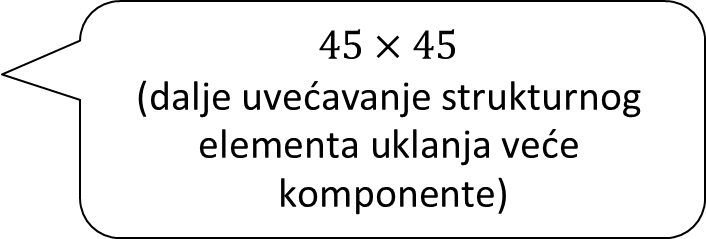 45 × 45
(dalje uvećavanje strukturnog
elementa uklanja veće
komponente)